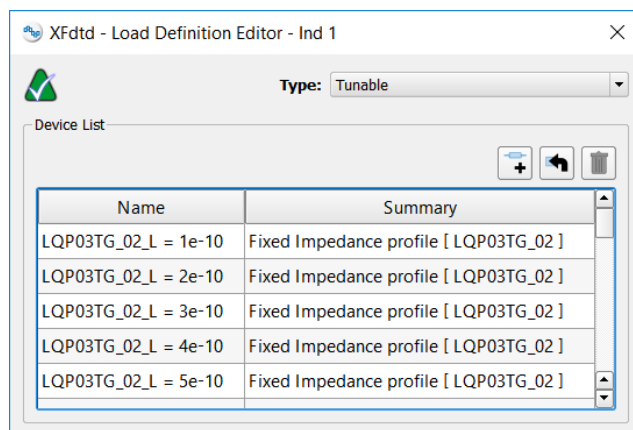 XFdtd - Load Definition Editor - Ind 1
Type: Tunable
Device List
Name Summary
LQP03TG_02_L = 1e-10 Fixed Impedance profile [ LQP03TG_02 ]
LQP03TG_02_L = 2e-10 Fixed Impedance profile [ LQP03TG_02 ]
LQP03TG_02_L = 3e-10 Fixed Impedance profile [ LQP03TG_02 ]
LQP03TG_02_L = 4e-10 Fixed Impedance profile [ LQP03TG_02 ]
LQP03TG_02_L = 5e-10 Fixed Impedance profile [ LQP03TG_02 ]